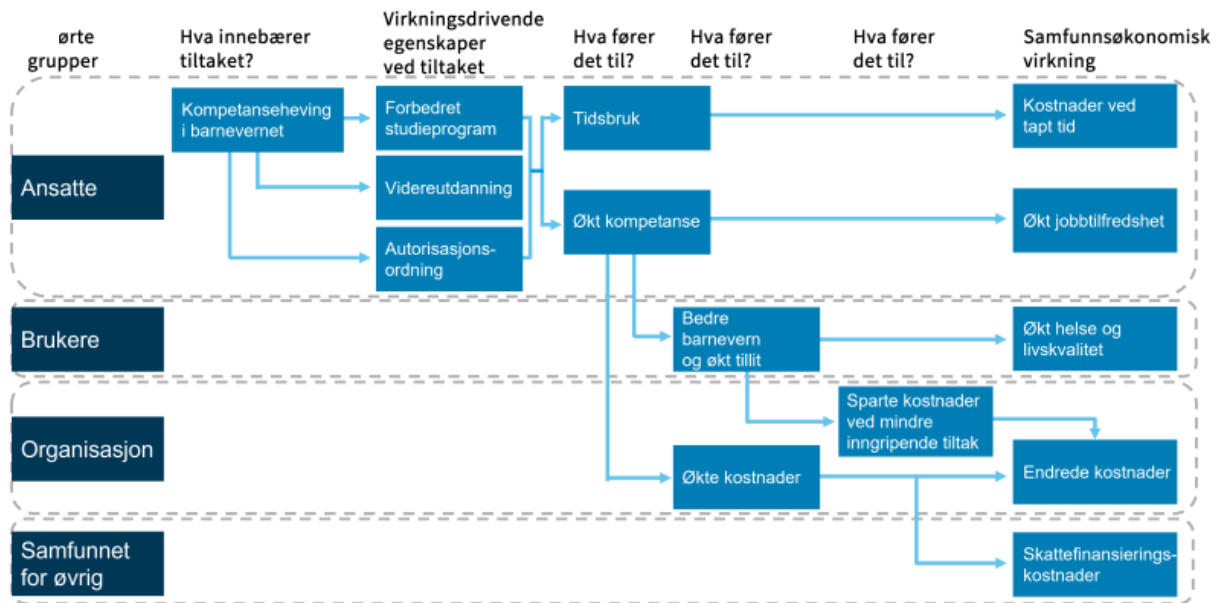 ørte
grupper
Hva innebærer
tiltaket?
Virkningsdrivende
egenskaper
ved tiltaket
Hva fører
det til?
Hva fører
det til?
Hva fører
det til?
Samfunnsøkonomisk
virkning
Ansatte
Kompetanseheving
i barnevernet
Forbedret
studieprogram
Videreutdanning
Autorisasjons-
ordning
Tidsbruk
Økt kompetanse
Kostnader ved
tapt tid
Økt jobbtilfredshet
Brukere
Bedre
barnevern
og økt tillit
Økt helse og
livskvalitet
Organisasjon
Sparte kostnader
ved mindre
inngripende tiltak
Økte kostnader
Endrede kostnader
Samfunnet
for øvrig
Skattefinansierings-
kostnader